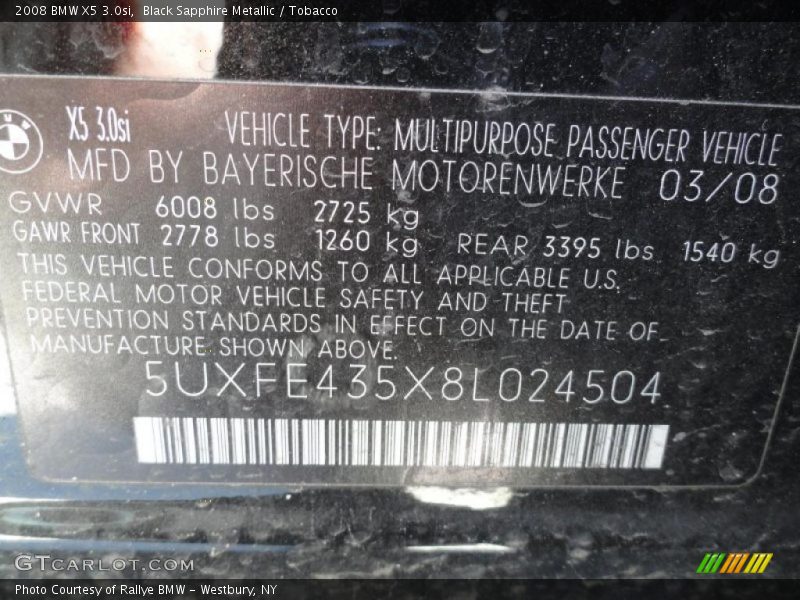 2008 BMW X5 3.0si,  Black Sapphire Metallic / Tobacco
BMW
X5 3.0si VEHICLE TYPE: MULTIPURPOSE PASSENGER VEHICLE
MFD BY BAYERISCHE MOTORENWERKE 03/08
GVWR 6008 lbs 2725 kg
GAWR FRONT 2778 lbs 1260 kg REAR 3395 lbs 1540 kg
THIS VEHICLE CONFORMS TO ALL APPLICABLE U.S.
FEDERAL MOTOR VEHICLE SAFETY AND THEFT
PREVENTION STANDARDS IN EFFECT ON THE DATE OF
MANUFACTURE SHOWN ABOVE.
5UXFE435X8L024504
GTCARLOT.COM
Photo Courtesy of Rallye BMW - Westbury, NY